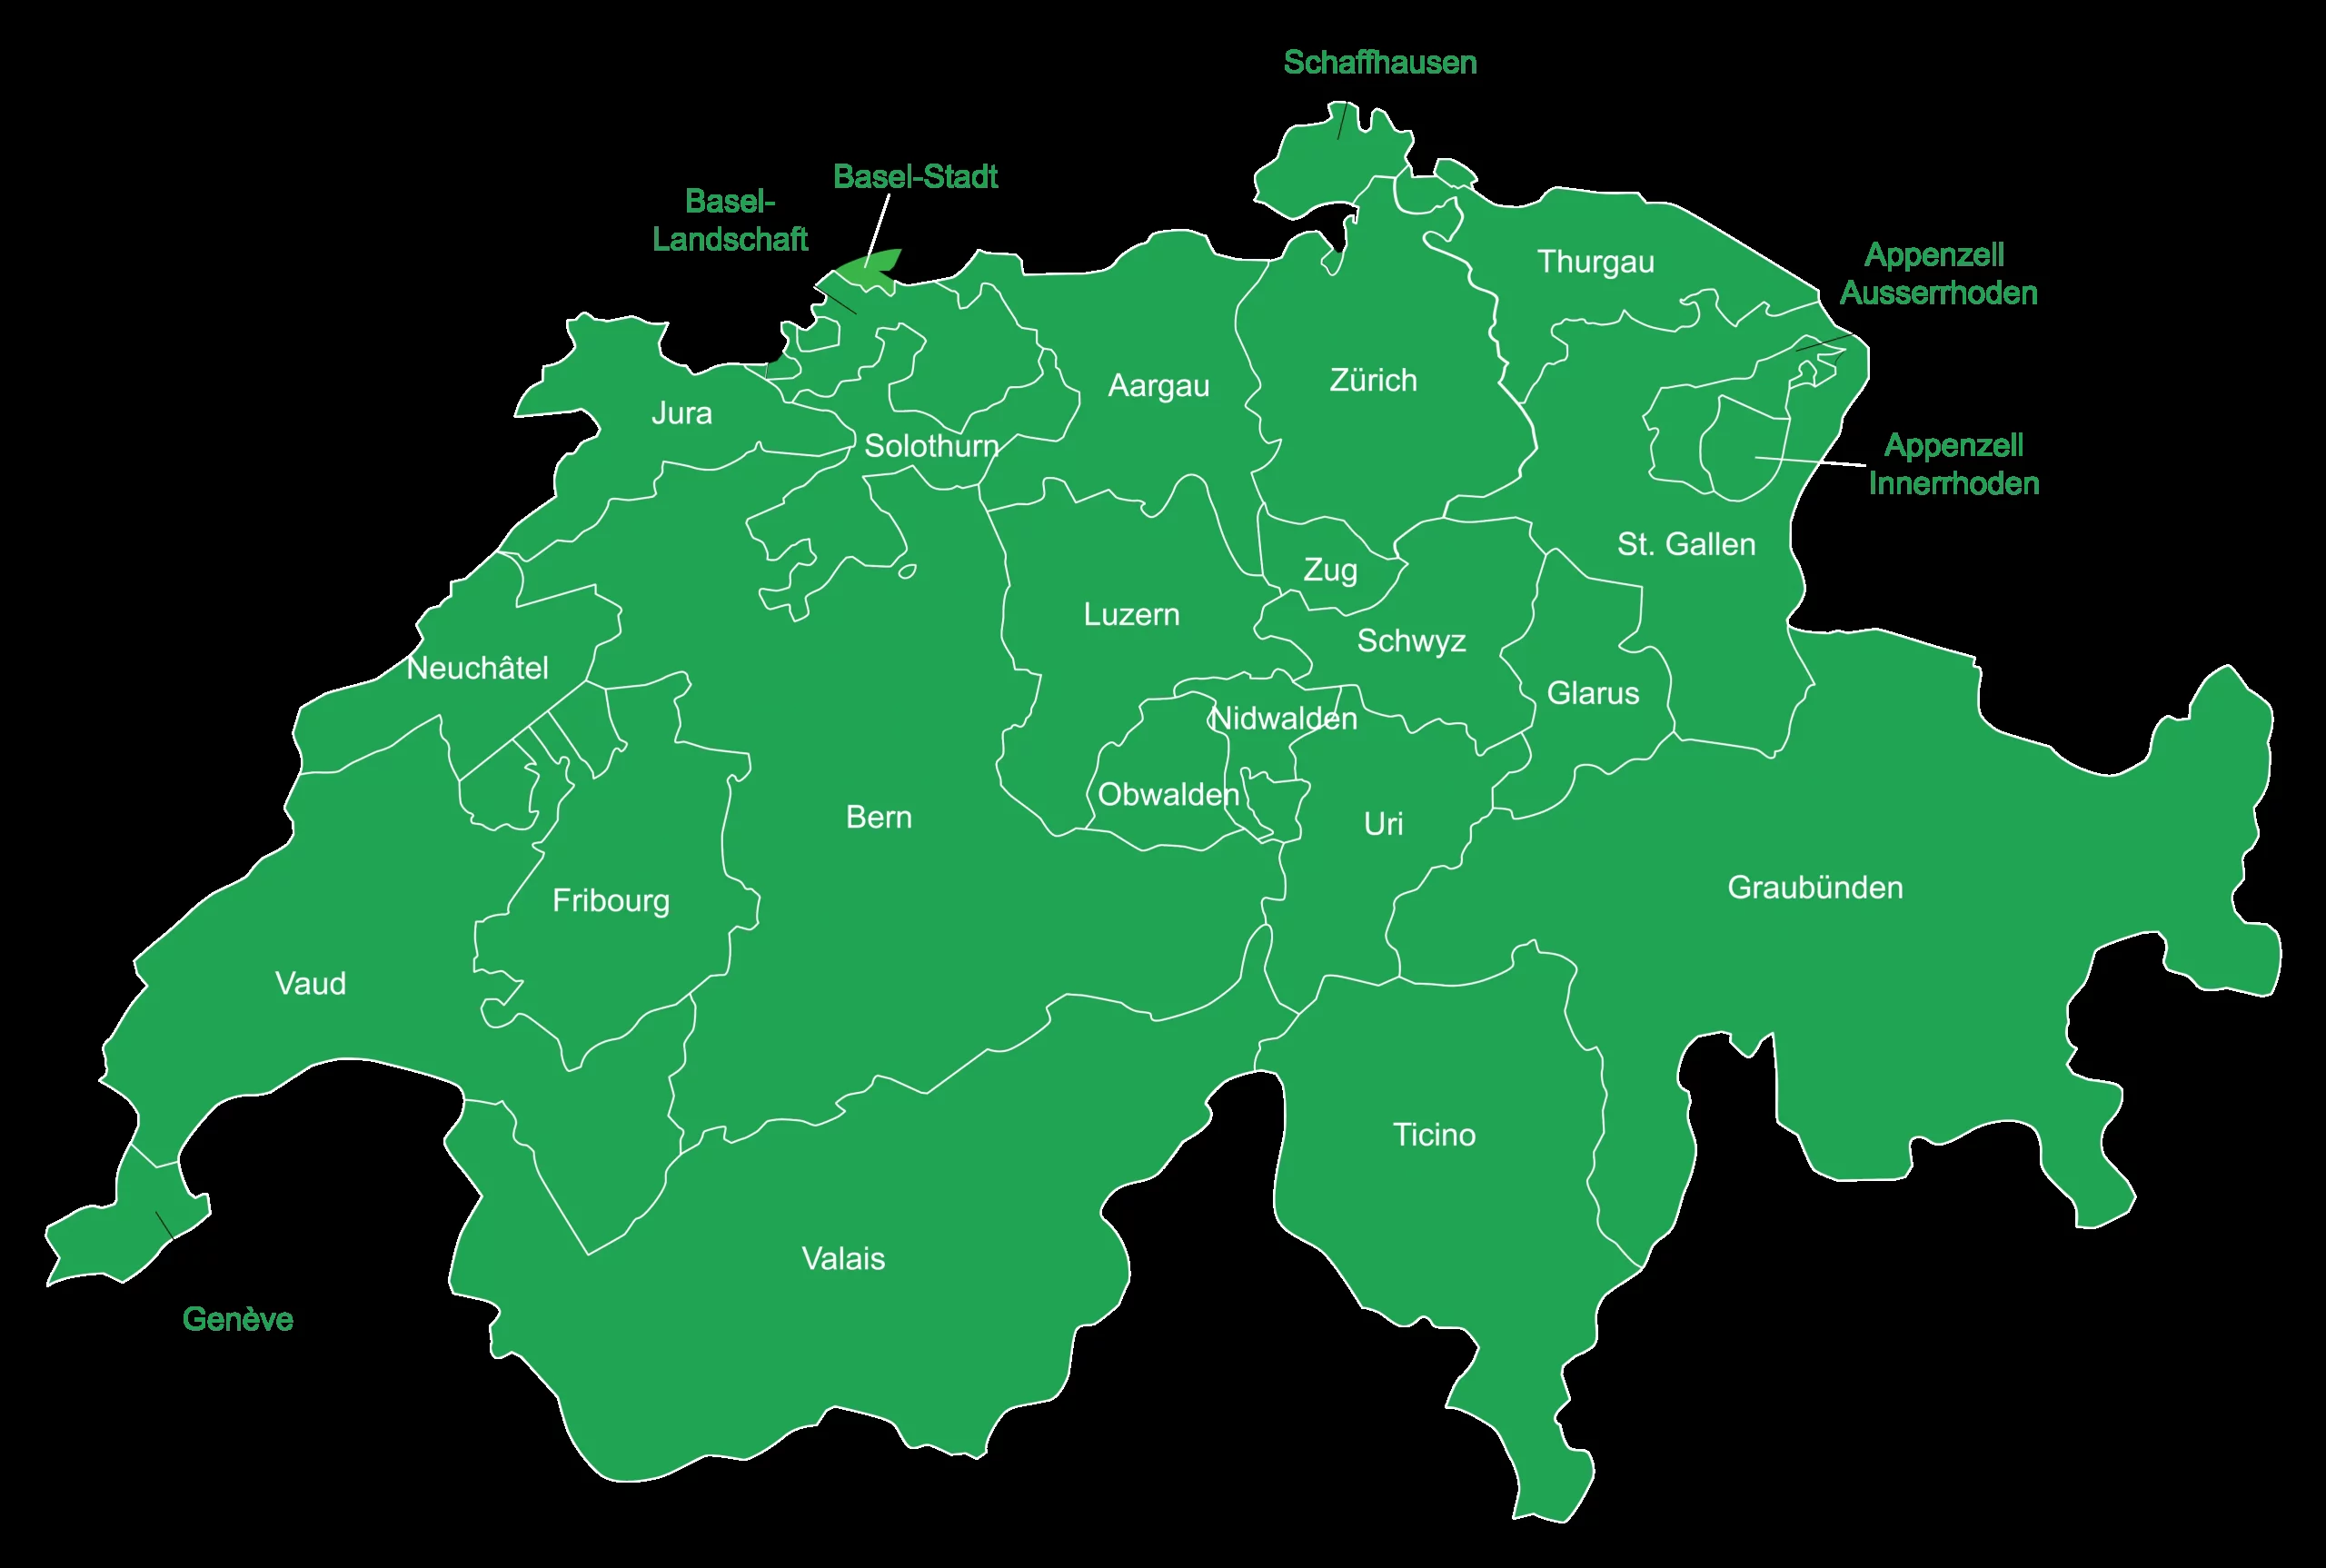 Schaffhausen
Basel-Stadt
Basel-
Landschaft
Thurgau
Appenzell
Ausserrhoden
Aargau
Zürich
Jura
Solothurn
Appenzell
Innerrhoden
St. Gallen
Zug
Luzern
Schwyz
Neuchâtel
Glarus
Nidwalden
Obwalden
Bern
Uri
Graubünden
Fribourg
Vaud
Ticino
Valais
Genève